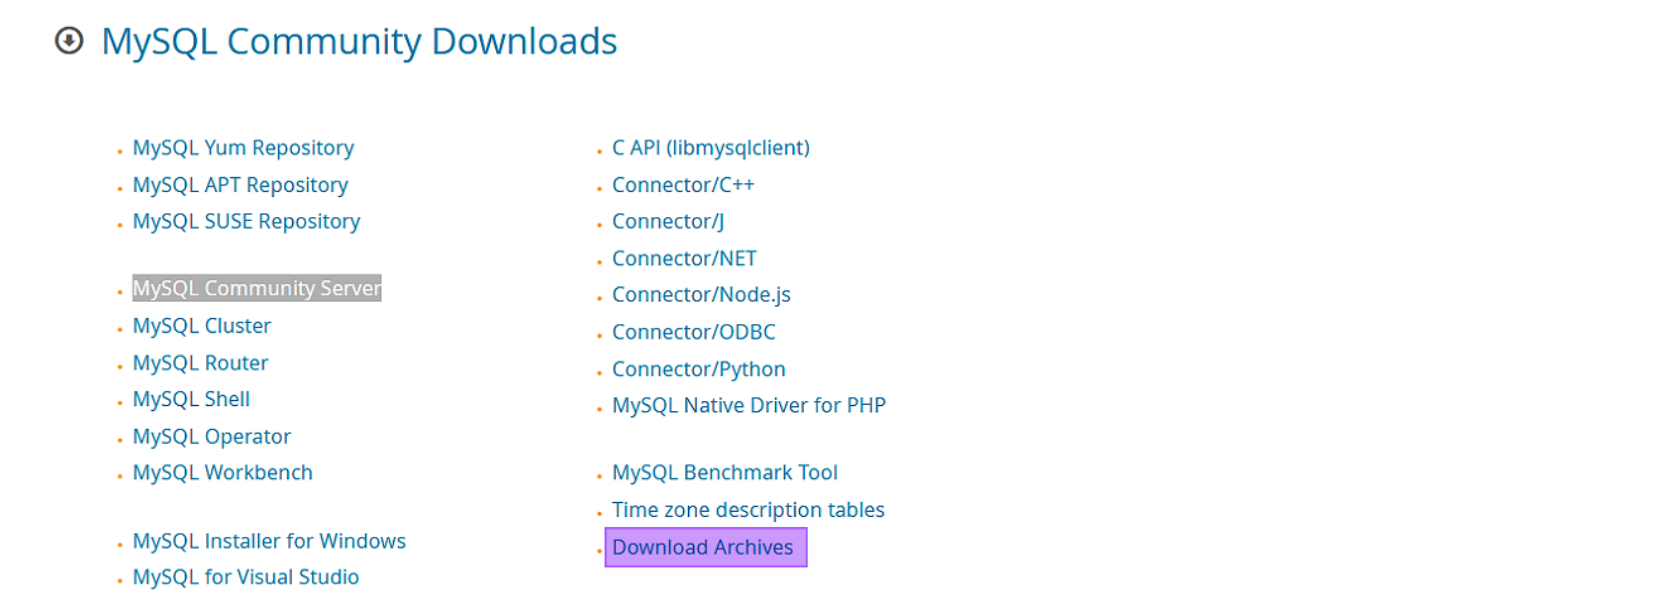 MySQL Community Downloads
MySQL Yum Repository
MySQL APT Repository
MySQL SUSE Repository
MySQL Community Server
MySQL Cluster
MySQL Router
MySQL Shell
MySQL Operator
MySQL Workbench
MySQL Installer for Windows
MySQL for Visual Studio
C API (libmysqlclient)
Connector/C++
Connector/J
Connector/NET
Connector/Node.js
Connector/ODBC
Connector/Python
MySQL Native Driver for PHP
MySQL Benchmark Tool
Time zone description tables
Download Archives